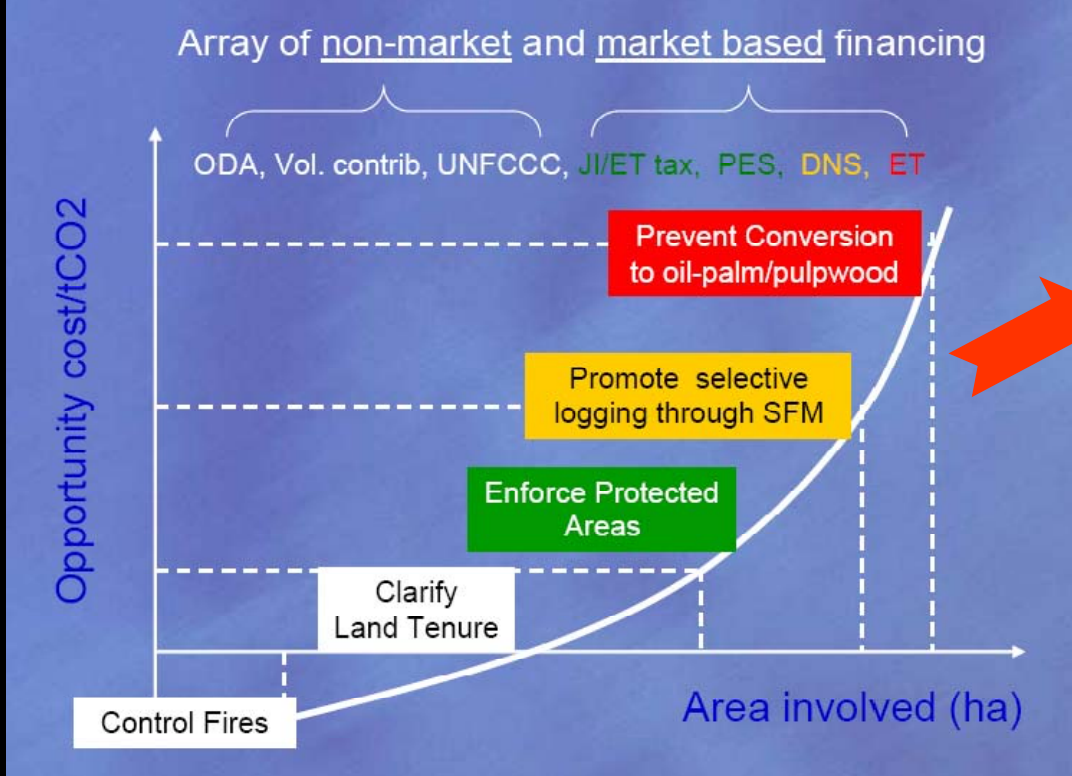 Array of non-market and market based financing
ODA, Vol. contrib, UNFCCC, JI/ET tax, PES, DNS, ET
Opportunity cost/tCO2
Prevent Conversion
to oil-palm/pulpwood
Promote selective
logging through SFM
Enforce Protected
Areas
Clarify
Land Tenure
Control Fires
Area involved (ha)